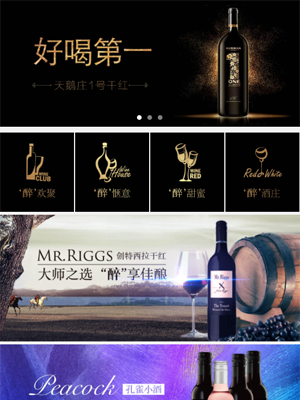 好喝第一
天鹅庄1号干红
ONE
WINE CLUB
Wine House
WINE RED
Red & White
“醉”欢聚
“醉”惬意
“醉”甜蜜
“醉”酒庄
MR.RIGGS 创特西拉干红
大师之选 “醉”享佳酿
Mr. Riggs
Peacock 孔雀小酒